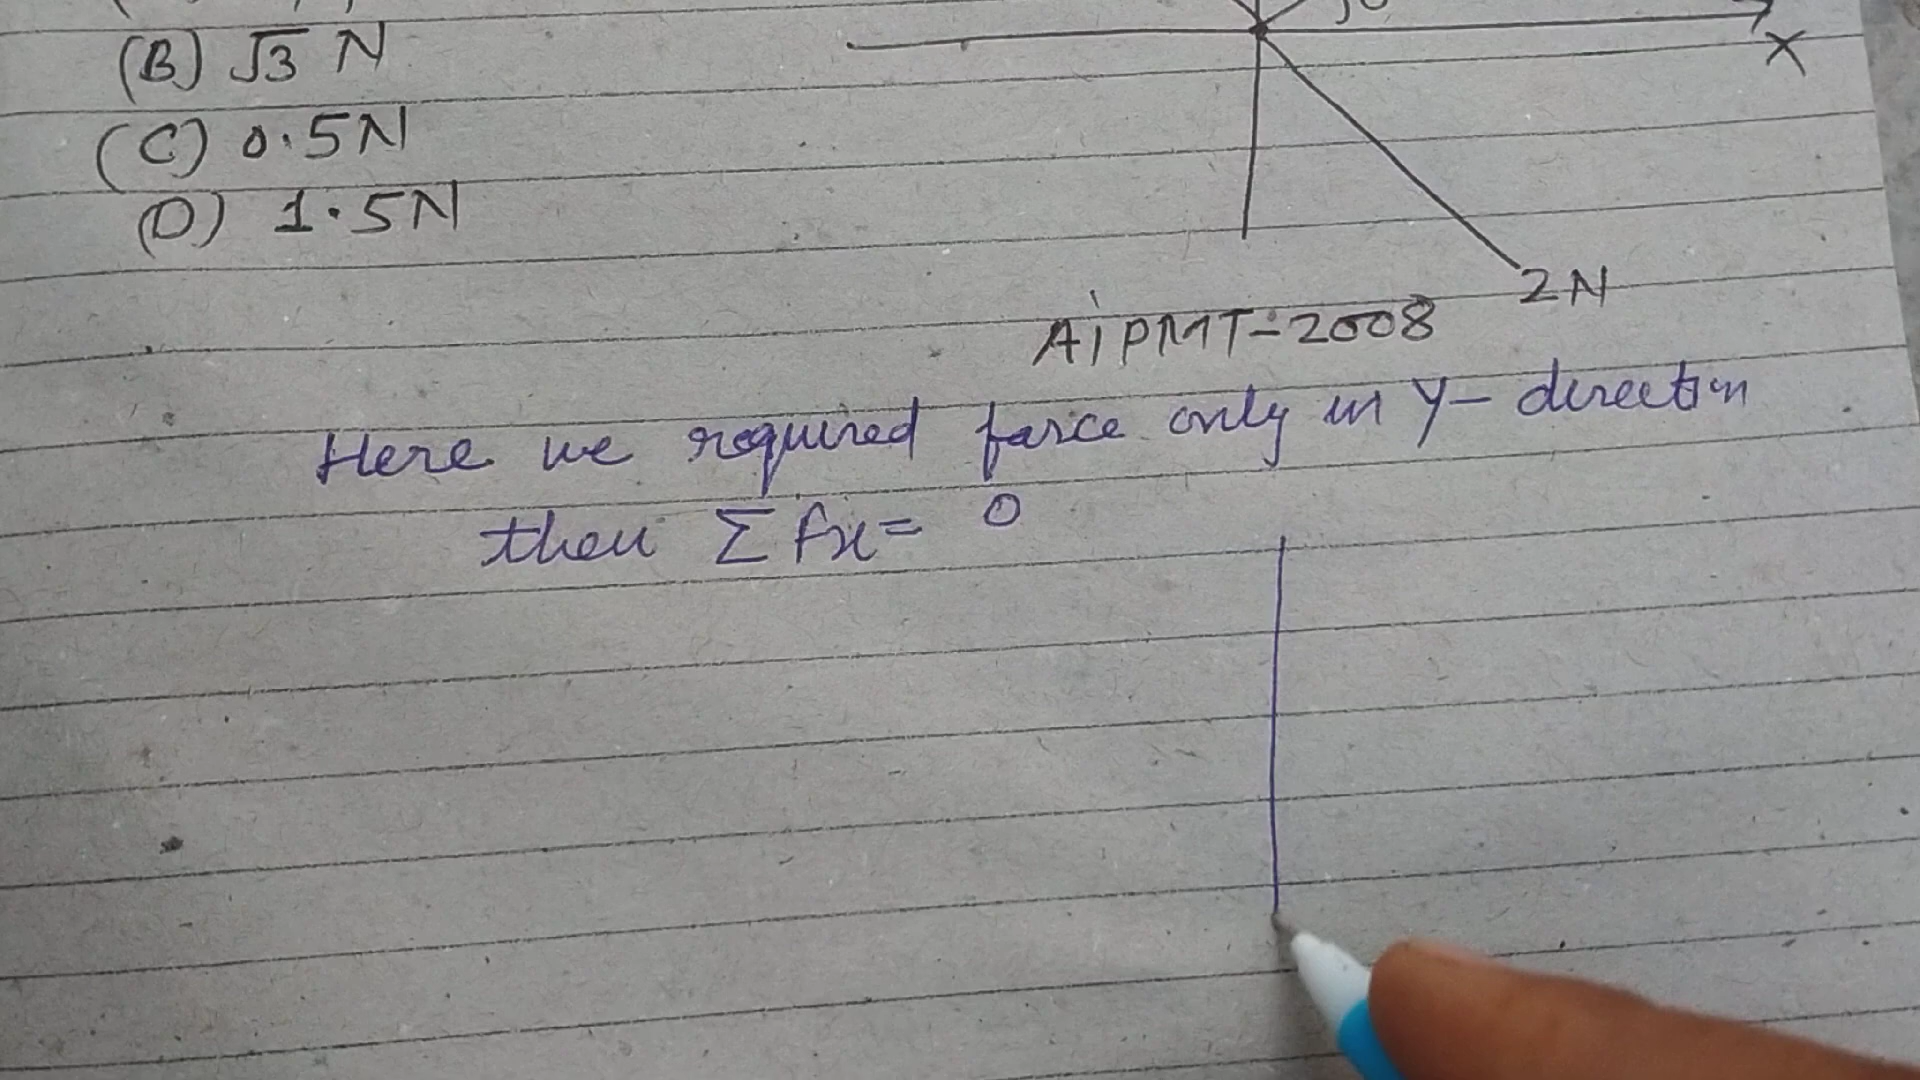 (B) √3 N
(C) 0.5N
(D) 1.5N
X
2N
AiPMT-2008
Here we required force only in Y- direction
then Σ Fx = 0